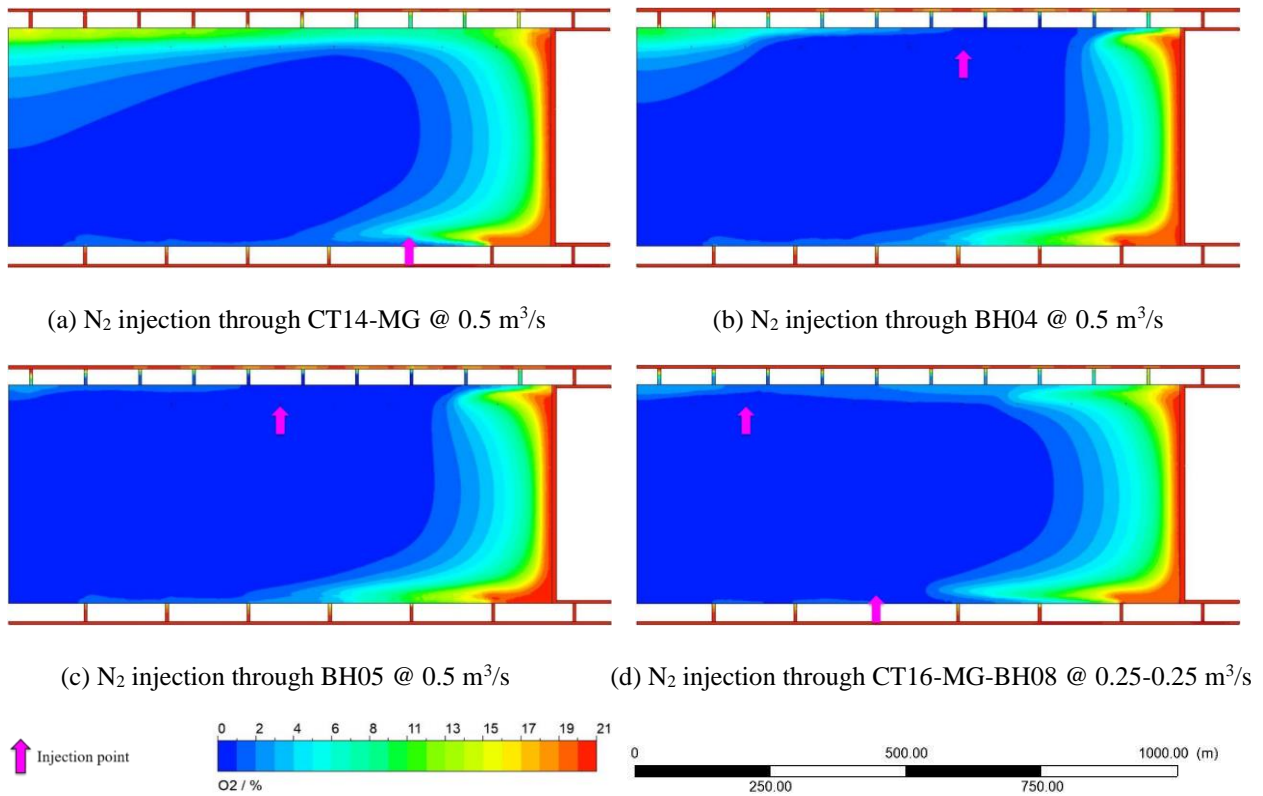 (a) N₂ injection through CT14-MG @ 0.5 m³/s
(b) N₂ injection through BH04 @ 0.5 m³/s
(c) N₂ injection through BH05 @ 0.5 m³/s
(d) N₂ injection through CT16-MG-BH08 @ 0.25-0.25 m³/s
Injection point
0 2 4 6 8 11 13 15 17 19 21
O2 / %
0 500.00 1000.00 (m)
250.00 750.00